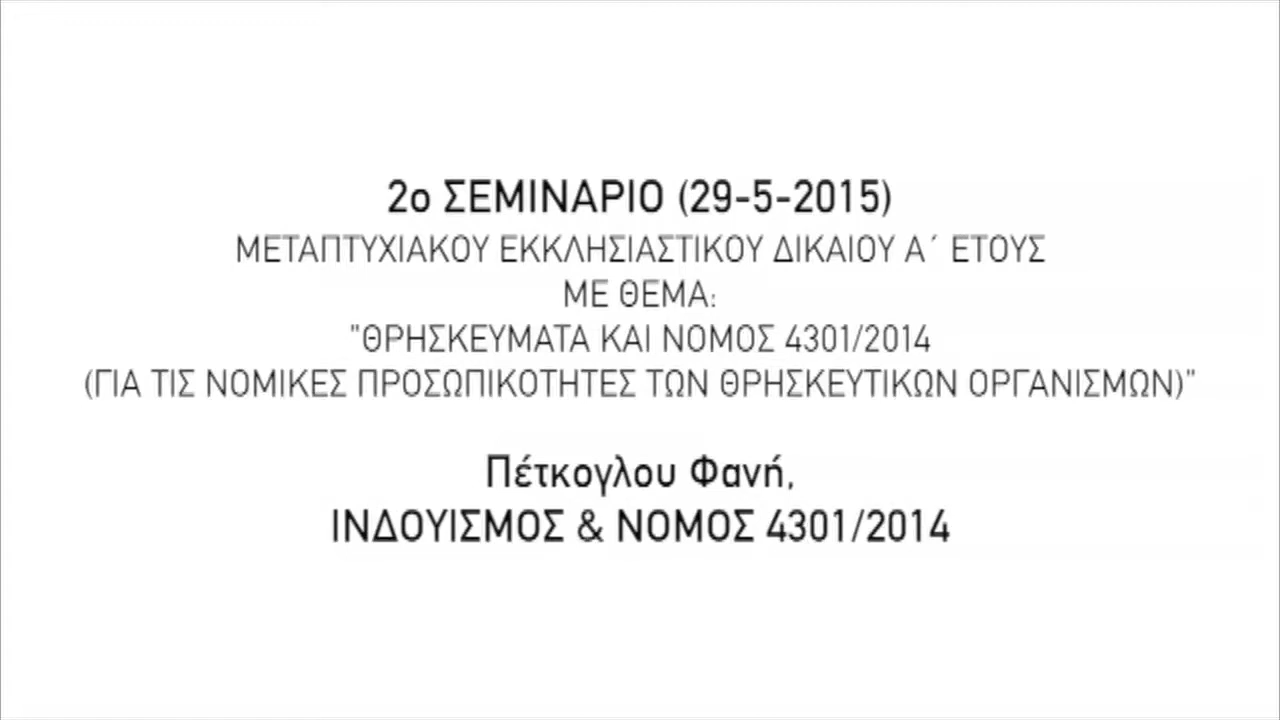 2ο ΣΕΜΙΝΑΡΙΟ (29-5-2015)
ΜΕΤΑΠΤΥΧΙΑΚΟΥ ΕΚΚΛΗΣΙΑΣΤΙΚΟΥ ΔΙΚΑΙΟΥ Α΄ ΕΤΟΥΣ
ΜΕ ΘΕΜΑ:
"ΘΡΗΣΚΕΥΜΑΤΑ ΚΑΙ ΝΟΜΟΣ 4301/2014
(ΓΙΑ ΤΙΣ ΝΟΜΙΚΕΣ ΠΡΟΣΩΠΙΚΟΤΗΤΕΣ ΤΩΝ ΘΡΗΣΚΕΥΤΙΚΩΝ ΟΡΓΑΝΙΣΜΩΝ)"
Πέτκογλου Φανή,
ΙΝΔΟΥΙΣΜΟΣ & ΝΟΜΟΣ 4301/2014